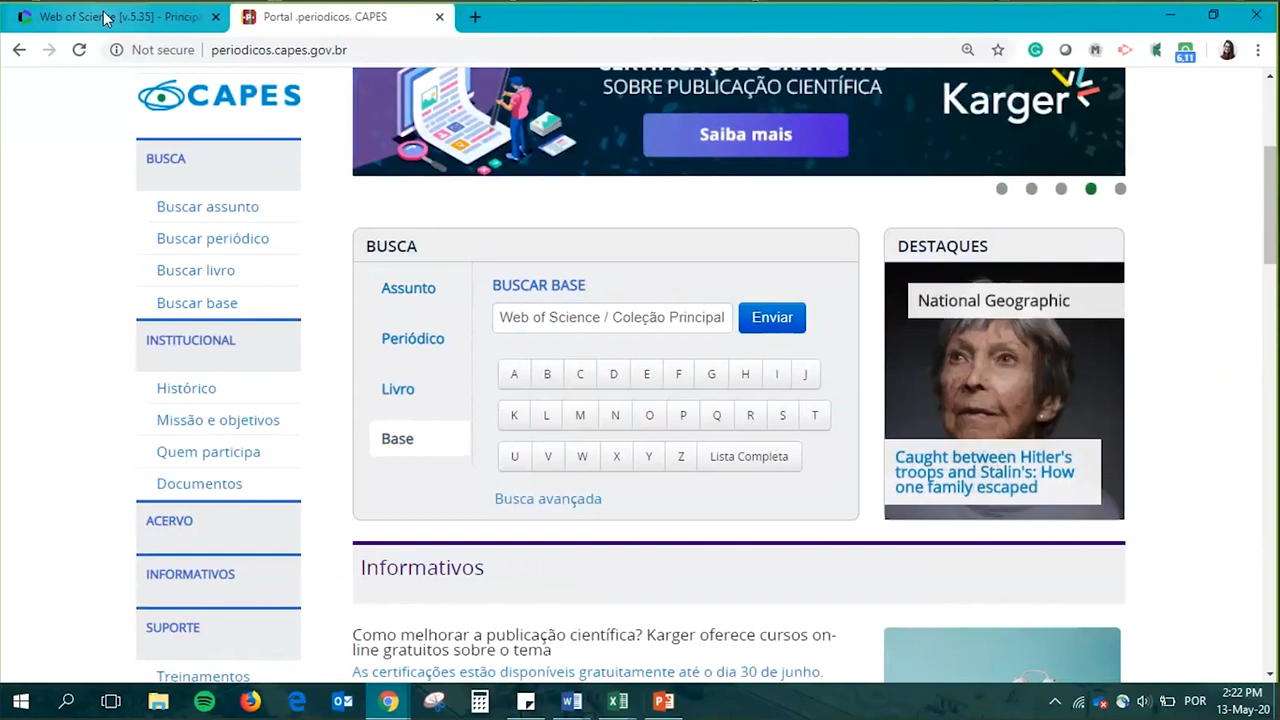 Web of Science [v.5.35] - Princip
Portal .periodicos. CAPES
Not secure
periodicos.capes.gov.br
6.11
CAPES
CERTIFICAÇÕES GRATUITAS
SOBRE PUBLICAÇÃO CIENTÍFICA
Saiba mais
Karger
BUSCA
Buscar assunto
Buscar periódico
Buscar livro
Buscar base
INSTITUCIONAL
Histórico
Missão e objetivos
Quem participa
Documentos
ACERVO
INFORMATIVOS
SUPORTE
Treinamentos
BUSCA
Assunto
Periódico
Livro
Base
BUSCAR BASE
Web of Science / Coleção Principal
Enviar
A B C D E F G H I J
K L M N O P Q R S T
U V W X Y Z Lista Completa
Busca avançada
DESTAQUES
National Geographic
Caught between Hitler's
troops and Stalin's: How
one family escaped
Informativos
Como melhorar a publicação científica? Karger oferece cursos on-
line gratuitos sobre o tema
As certificações estão disponíveis gratuitamente até o dia 30 de junho.
POR
2:22 PM
13-May-20